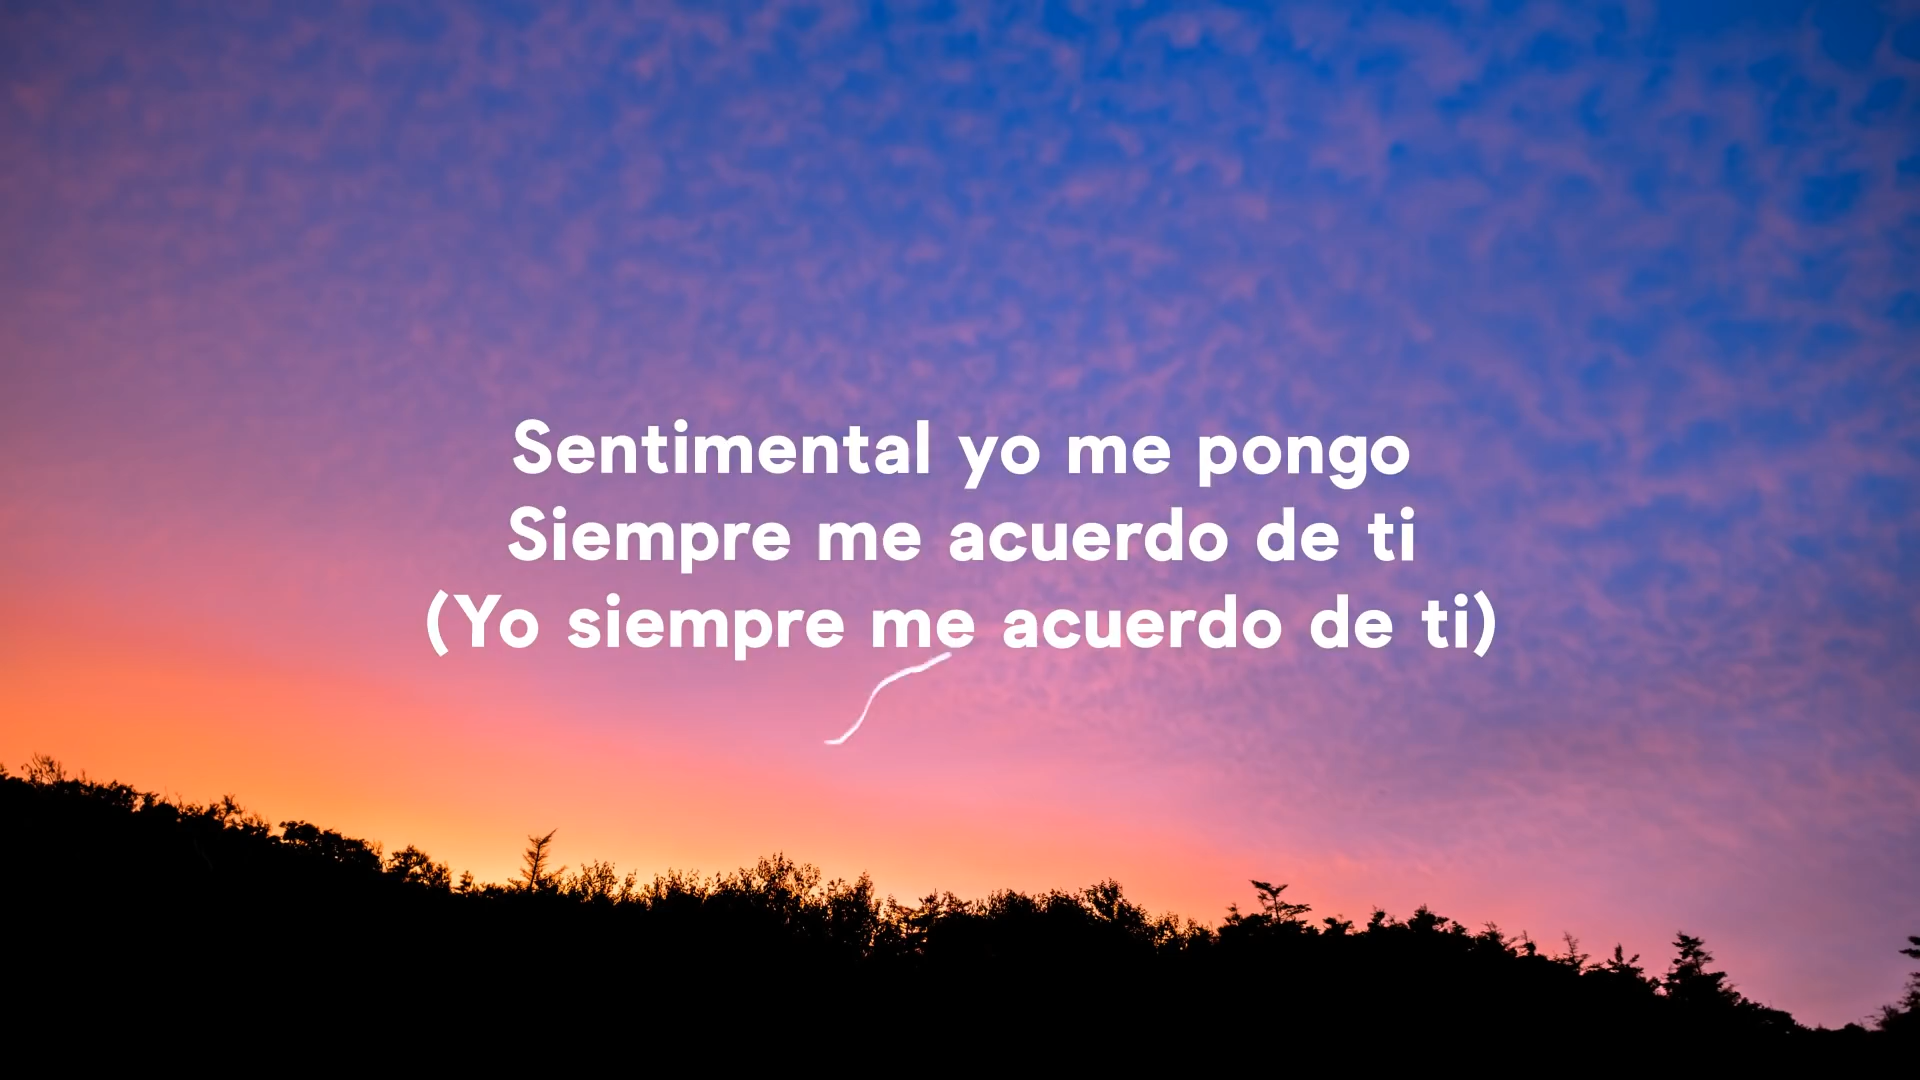 Sentimental yo me pongo
Siempre me acuerdo de ti
(Yo siempre me acuerdo de ti)